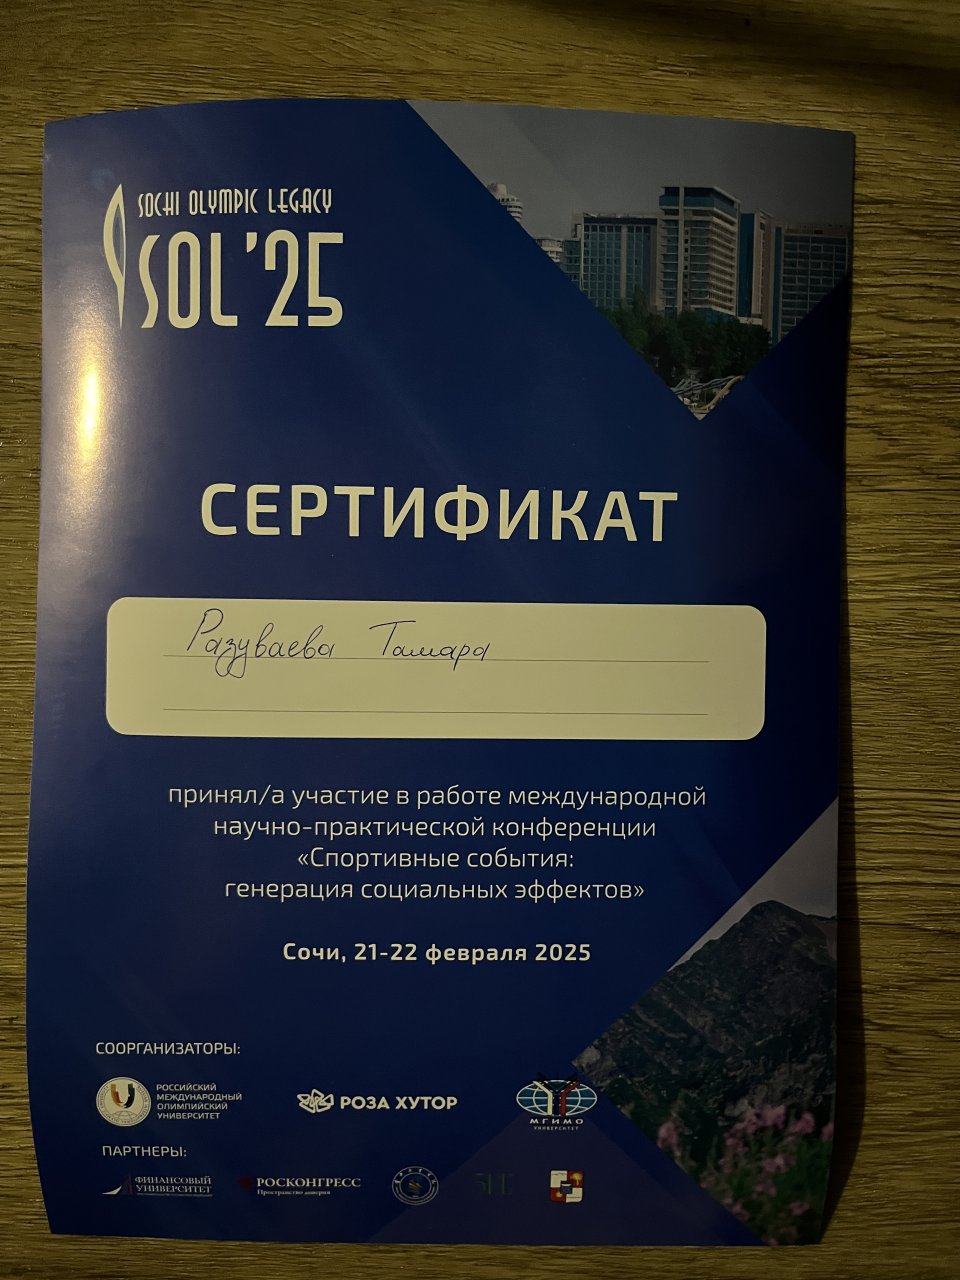 SOCHI OLYMPIC LEGACY
SOL'25
СЕРТИФИКАТ
Разуваева Тамара
принял/а участие в работе международной
научно-практической конференции
«Спортивные события:
генерация социальных эффектов»
Сочи, 21-22 февраля 2025
СООРГАНИЗАТОРЫ:
РОССИЙСКИЙ
МЕЖДУНАРОДНЫЙ
ОЛИМПИЙСКИЙ
УНИВЕРСИТЕТ
РОЗА ХУТОР
МГИМО
УНИВЕРСИТЕТ
ПАРТНЕРЫ:
ФИНАНСОВЫЙ
УНИВЕРСИТЕТ
РОСКОНГРЕСС
Пространство доверия